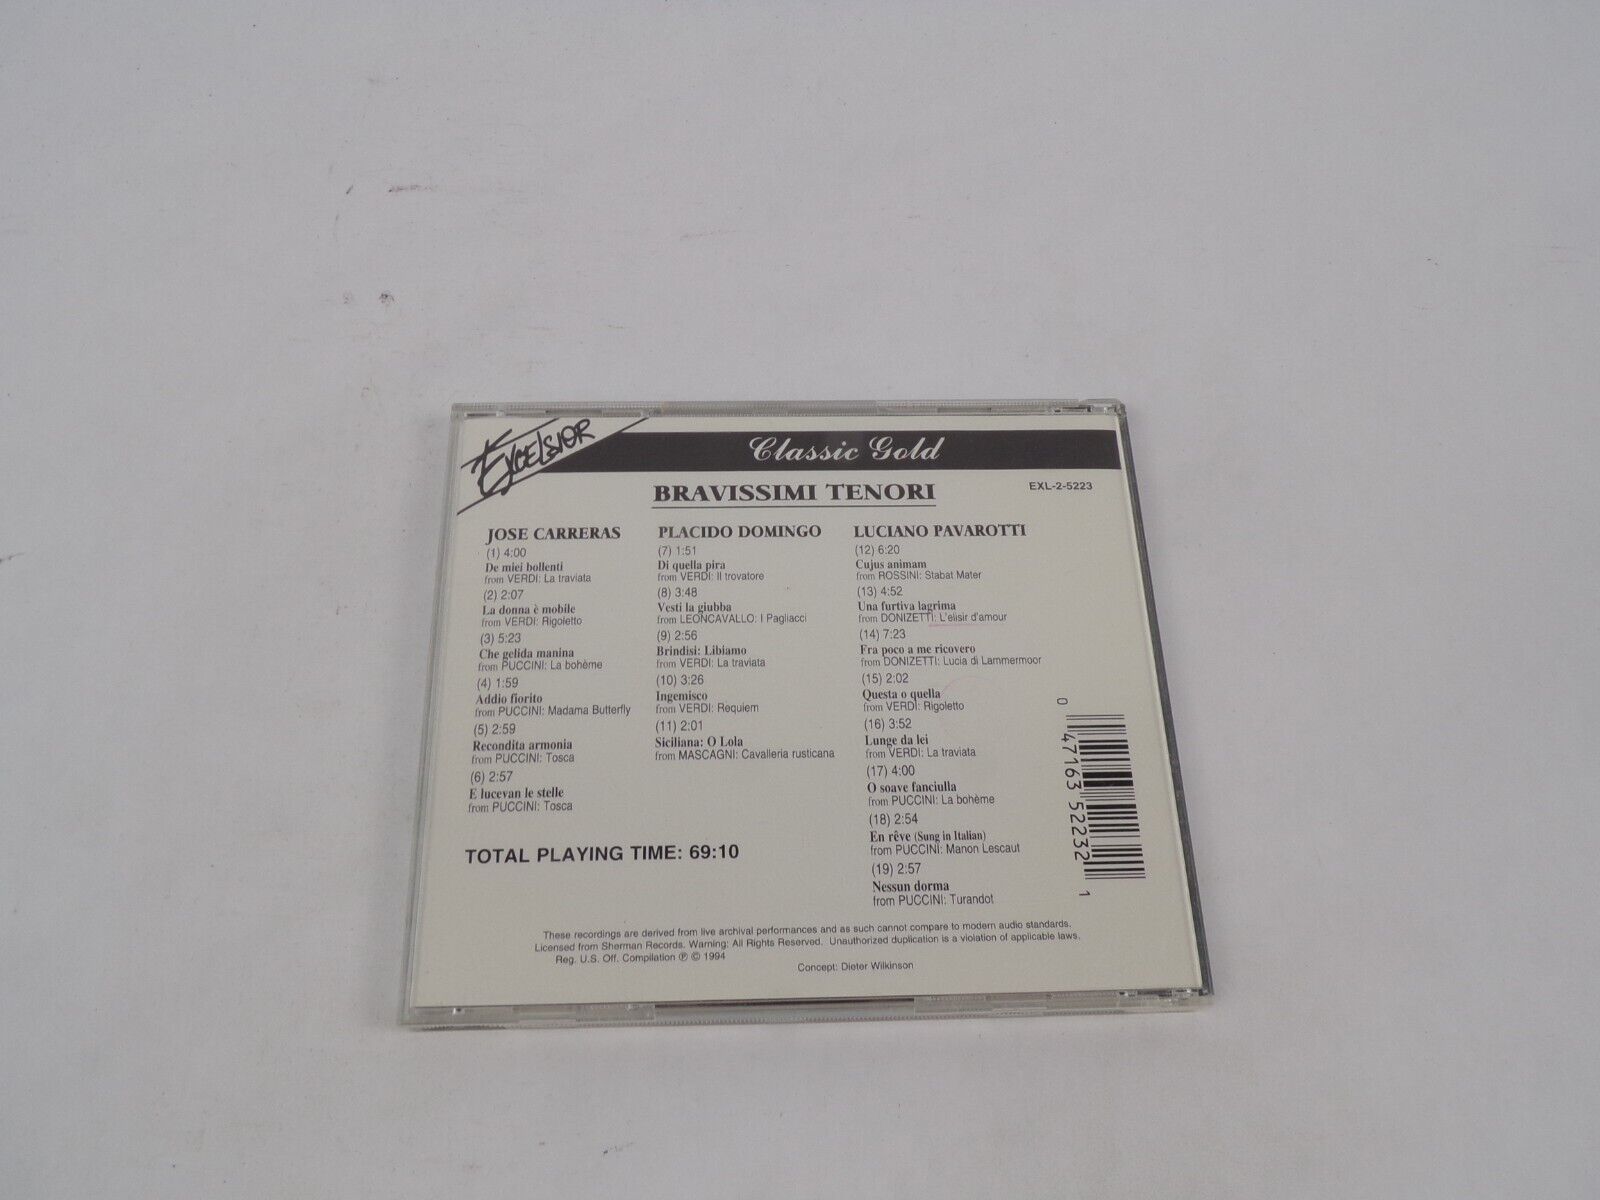 EXCELSIOR
Classic Gold
BRAVISSIMI TENORI
EXL-2-5223
JOSE CARRERAS
(1) 4:00
De miei bollenti
from VERDI: La traviata
(2) 2:07
La donna è mobile
from VERDI: Rigoletto
(3) 5:23
Che gelida manina
from PUCCINI: La bohème
(4) 1:59
Addio fiorito
from PUCCINI: Madama Butterfly
(5) 2:59
Recondita armonia
from PUCCINI: Tosca
(6) 2:57
E lucevan le stelle
from PUCCINI: Tosca
PLACIDO DOMINGO
(7) 1:51
Di quella pira
from VERDI: Il trovatore
(8) 3:48
Vesti la giubba
from LEONCAVALLO: I Pagliacci
(9) 2:56
Brindisi: Libiamo
from VERDI: La traviata
(10) 3:26
Ingemisco
from VERDI: Requiem
(11) 2:01
Siciliana: O Lola
from MASCAGNI: Cavalleria rusticana
LUCIANO PAVAROTTI
(12) 6:20
Cujus animam
from ROSSINI: Stabat Mater
(13) 4:52
Una furtiva lagrima
from DONIZETTI: L'elisir d'amour
(14) 7:23
Fra poco a me ricovero
from DONIZETTI: Lucia di Lammermoor
(15) 2:02
Questa o quella
from VERDI: Rigoletto
(16) 3:52
Lunge da lei
from VERDI: La traviata
(17) 4:00
O soave fanciulla
from PUCCINI: La bohème
(18) 2:54
En rêve (Sung in Italian)
from PUCCINI: Manon Lescaut
(19) 2:57
Nessun dorma
from PUCCINI: Turandot
TOTAL PLAYING TIME: 69:10
0 47163 52232 1
These recordings are derived from live archival performances and as such cannot compare to modern audio standards.
Licensed from Sherman Records. Warning: All Rights Reserved. Unauthorized duplication is a violation of applicable laws.
Reg. U.S. Off. Compilation ℗ © 1994
Concept: Dieter Wilkinson